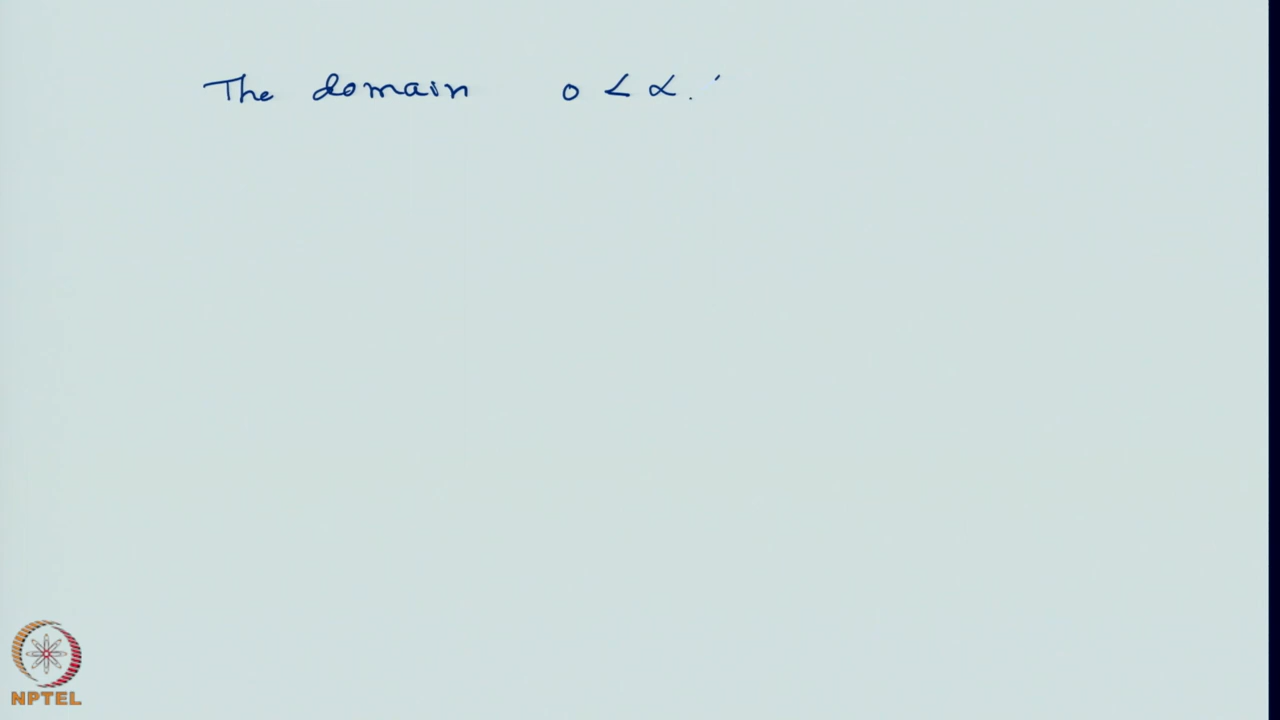 The domain 0 < α.
NPTEL